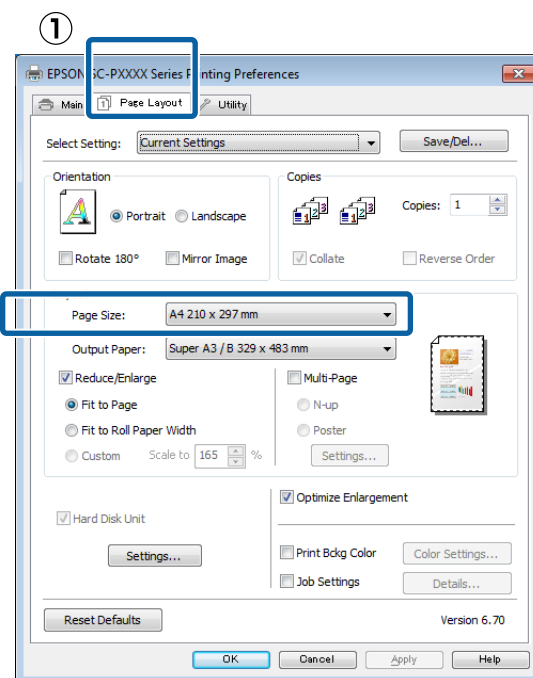 ①
EPSON SC-PXXXX Series Printing Preferences
Main Page Layout Utility
Select Setting: Current Settings Save/Del...
Orientation Copies
Portrait Landscape Copies: 1
Rotate 180° Mirror Image Collate Reverse Order
Page Size: A4 210 x 297 mm
Output Paper: Super A3 / B 329 x 483 mm
Reduce/Enlarge Multi-Page
Fit to Page N-up
Fit to Roll Paper Width Poster
Custom Scale to 165 % Settings...
Optimize Enlargement
Hard Disk Unit
Settings... Print Bckg Color Color Settings...
Job Settings Details...
Reset Defaults Version 6.70
OK Cancel Apply Help